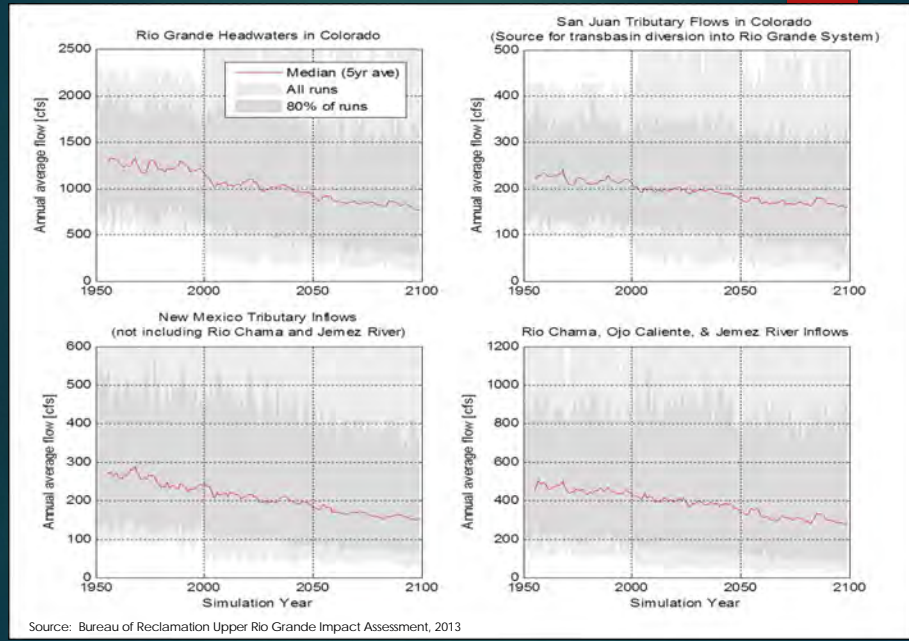 Rio Grande Headwaters in Colorado
2500
2000
1500
1000
500
0
Annual average flow [cfs]
Median (5yr ave)
All runs
80% of runs
1950
2000
2050
2100
San Juan Tributary Flows in Colorado
(Source for transbasin diversion into Rio Grande System)
500
400
300
200
100
0
Annual average flow [cfs]
1950
2000
2050
2100
New Mexico Tributary Inflows
(not including Rio Chama and Jemez River)
600
500
400
300
200
100
0
Annual average flow [cfs]
1950
2000
2050
2100
Simulation Year
Rio Chama, Ojo Caliente, & Jemez River Inflows
1200
1000
800
600
400
200
0
Annual average flow [cfs]
1950
2000
2050
2100
Simulation Year
Source: Bureau of Reclamation Upper Rio Grande Impact Assessment, 2013